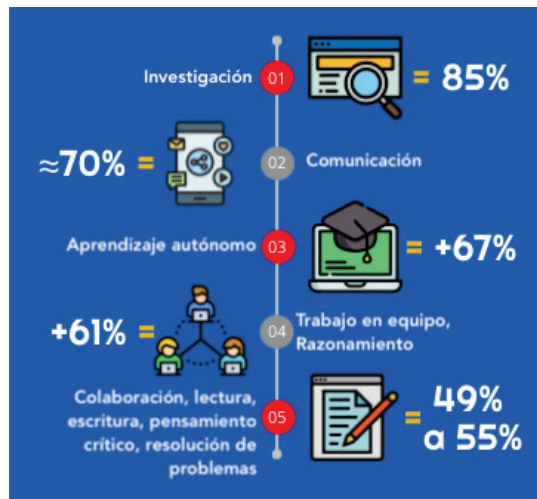 Investigación
01
= 85%
≈70% =
02
Comunicación
Aprendizaje autónomo
03
= +67%
+61% =
04
Trabajo en equipo,
Razonamiento
Colaboración, lectura,
escritura, pensamiento
crítico, resolución de
problemas
05
= 49%
a 55%